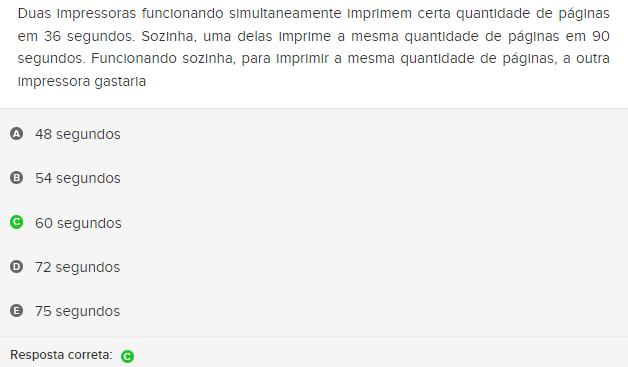 Duas impressoras funcionando simultaneamente imprimem certa quantidade de páginas
em 36 segundos. Sozinha, uma delas imprime a mesma quantidade de páginas em 90
segundos. Funcionando sozinha, para imprimir a mesma quantidade de páginas, a outra
impressora gastaria
A 48 segundos
B 54 segundos
C 60 segundos
D 72 segundos
E 75 segundos
Resposta correta: C